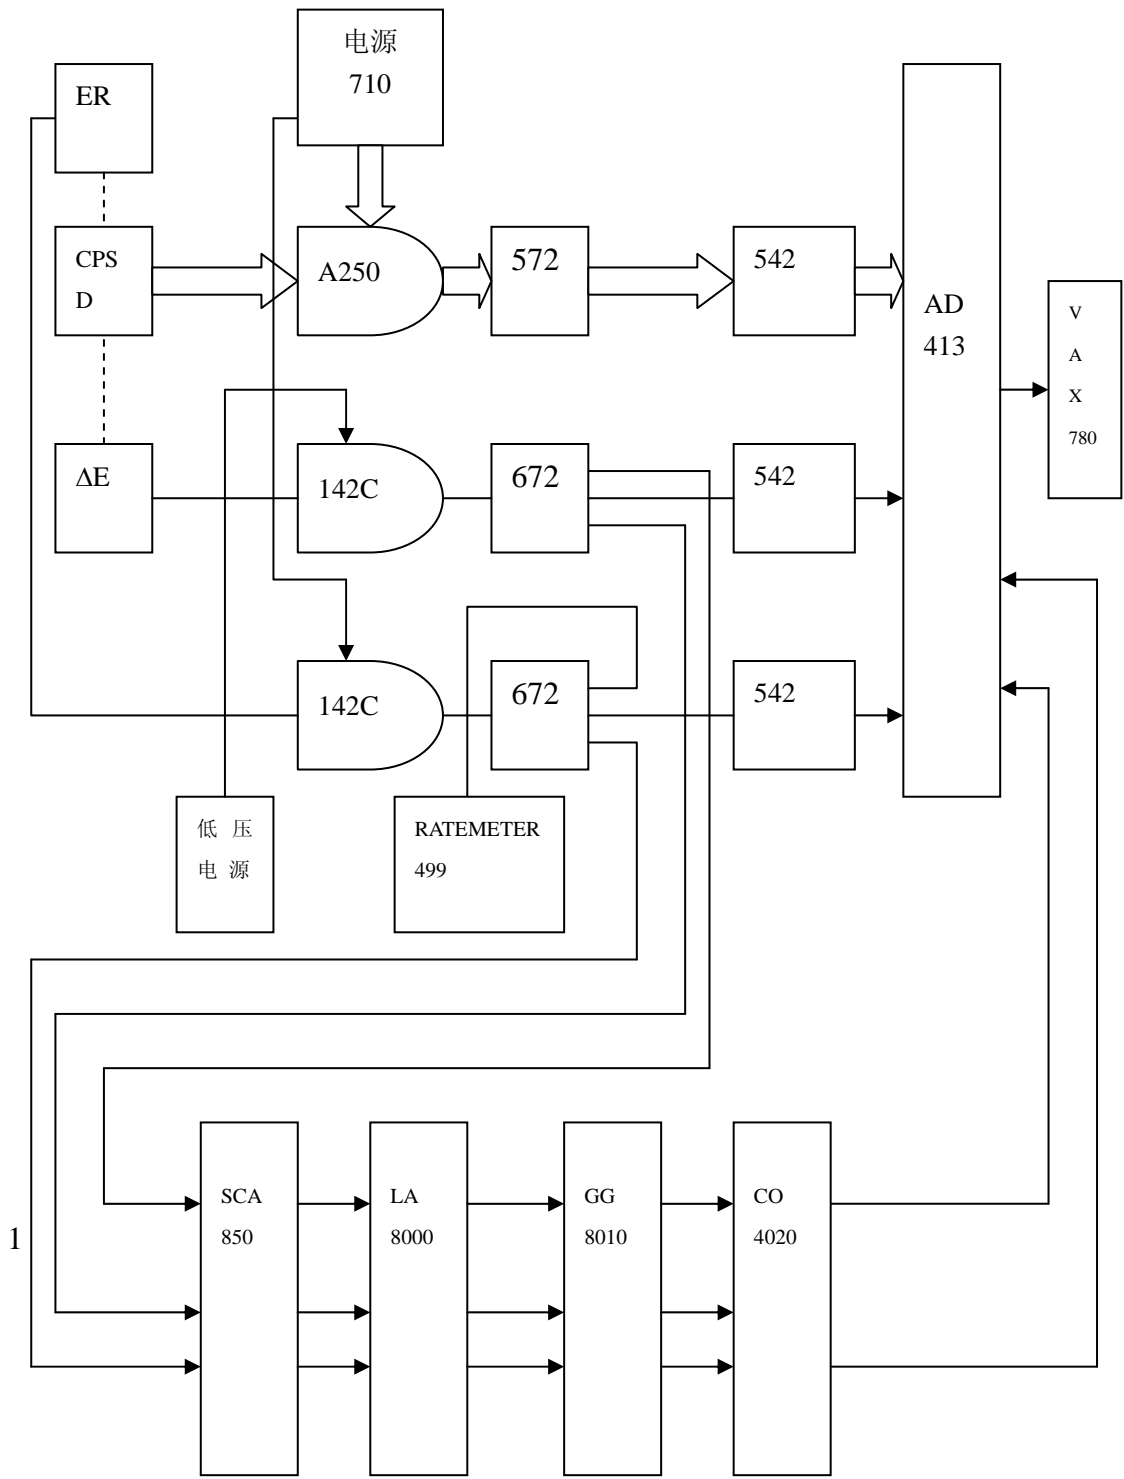 电源
710
ER
CPS
D
A250
572
542
AD
413
V
A
X
780
ΔE
142C
672
542
142C
672
542
低 压
电 源
RATEMETER
499
SCA
850
LA
8000
GG
8010
CO
4020
1